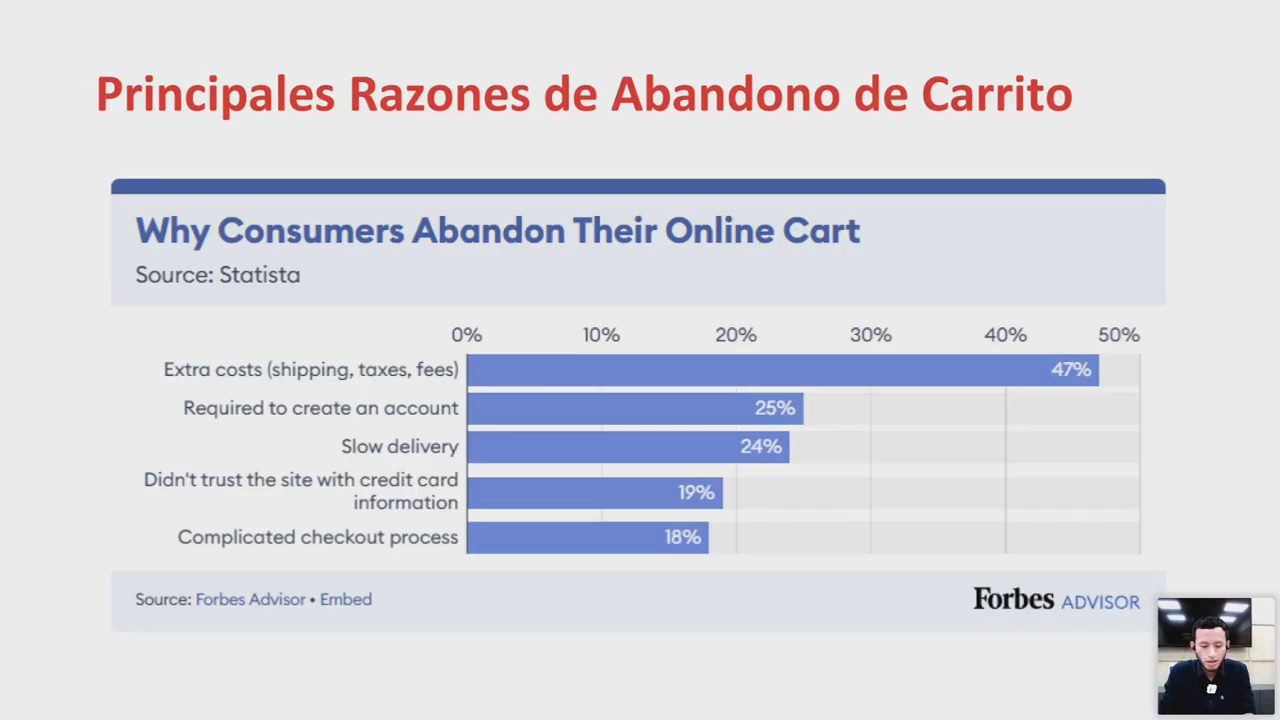 Principales Razones de Abandono de Carrito
Why Consumers Abandon Their Online Cart
Source: Statista
0% 10% 20% 30% 40% 50%
Extra costs (shipping, taxes, fees) 47%
Required to create an account 25%
Slow delivery 24%
Didn't trust the site with credit card
information 19%
Complicated checkout process 18%
Source: Forbes Advisor • Embed
Forbes ADVISOR